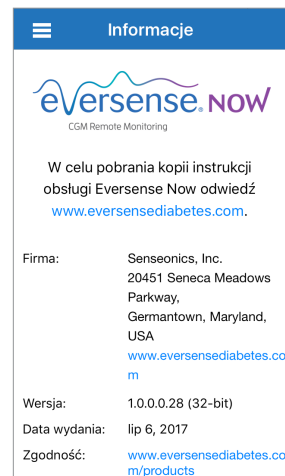 Informacje
eversense. NOW
CGM Remote Monitoring
W celu pobrania kopii instrukcji
obsługi Eversense Now odwiedź
www.eversensediabetes.com.
Firma: Senseonics, Inc.
20451 Seneca Meadows
Parkway,
Germantown, Maryland,
USA
www.eversensediabetes.co
m
Wersja: 1.0.0.0.28 (32-bit)
Data wydania: lip 6, 2017
Zgodność: www.eversensediabetes.co
m/products